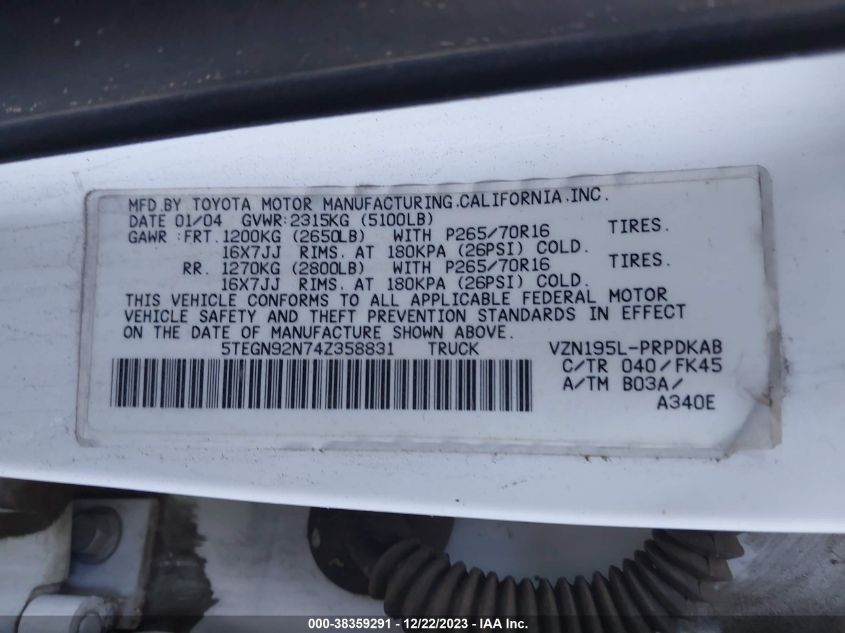 MFD.BY TOYOTA MOTOR MANUFACTURING.CALIFORNIA.INC.
DATE 01/04 GVWR:2315KG (5100LB)
GAWR:FRT.1200KG (2650LB) WITH P265/70R16 TIRES.
16X7JJ RIMS. AT 180KPA (26PSI) COLD.
RR. 1270KG (2800LB) WITH P265/70R16 TIRES.
16X7JJ RIMS. AT 180KPA (26PSI) COLD.
THIS VEHICLE CONFORMS TO ALL APPLICABLE FEDERAL MOTOR
VEHICLE SAFETY AND THEFT PREVENTION STANDARDS IN EFFECT
ON THE DATE OF MANUFACTURE SHOWN ABOVE.
5TEGN92N74Z358831 TRUCK VZN195L-PRPDKAB
C/TR 040/FK45
A/TM B03A/
A340E
000-38359291 - 12/22/2023 - IAA Inc.